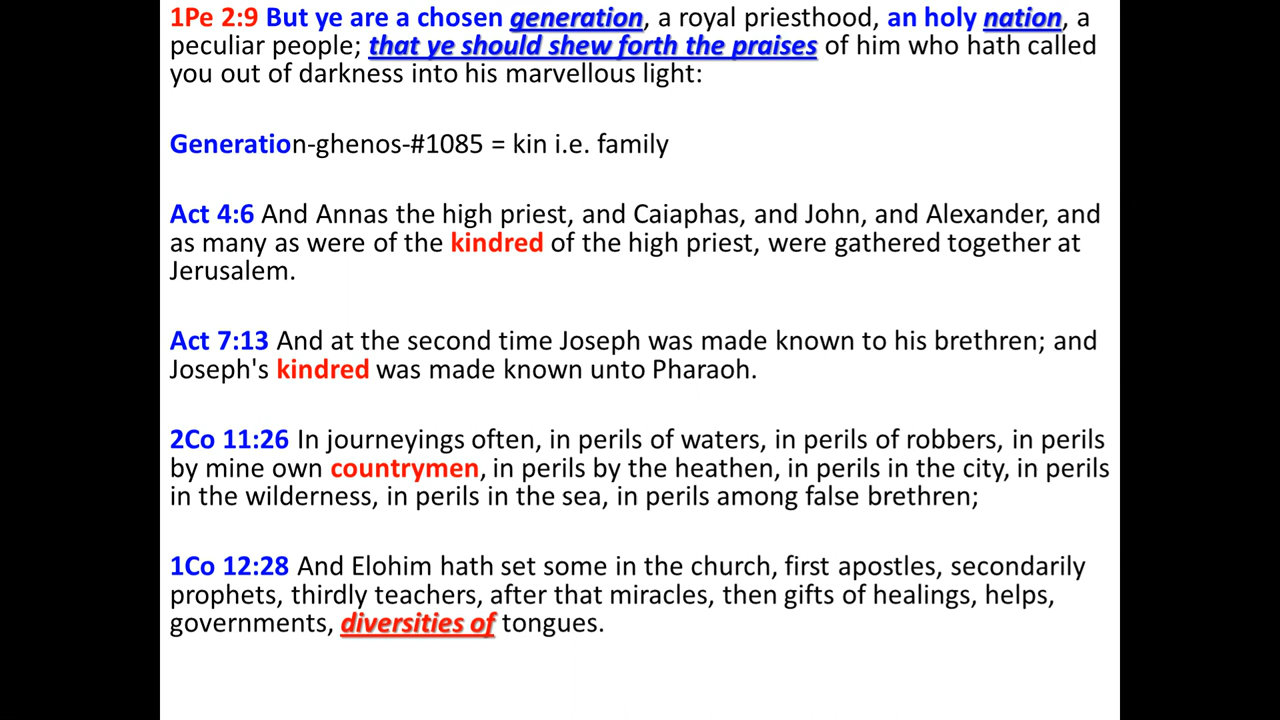 1Pe 2:9 But ye are a chosen generation, a royal priesthood, an holy nation, a
peculiar people; that ye should shew forth the praises of him who hath called
you out of darkness into his marvellous light:
Generation-ghenos-#1085 = kin i.e. family
Act 4:6 And Annas the high priest, and Caiaphas, and John, and Alexander, and
as many as were of the kindred of the high priest, were gathered together at
Jerusalem.
Act 7:13 And at the second time Joseph was made known to his brethren; and
Joseph's kindred was made known unto Pharaoh.
2Co 11:26 In journeyings often, in perils of waters, in perils of robbers, in perils
by mine own countrymen, in perils by the heathen, in perils in the city, in perils
in the wilderness, in perils in the sea, in perils among false brethren;
1Co 12:28 And Elohim hath set some in the church, first apostles, secondarily
prophets, thirdly teachers, after that miracles, then gifts of healings, helps,
governments, diversities of tongues.